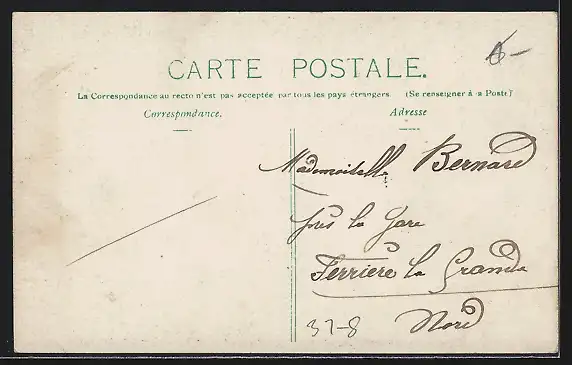 CARTE POSTALE.
La Correspondance au recto n'est pas acceptée par tous les pays étrangers. (Se renseigner à la Poste)
Correspondance.
Adresse
Mademoiselle Bernard
près la Gare
Ferrière la Grande
Nord
37-8